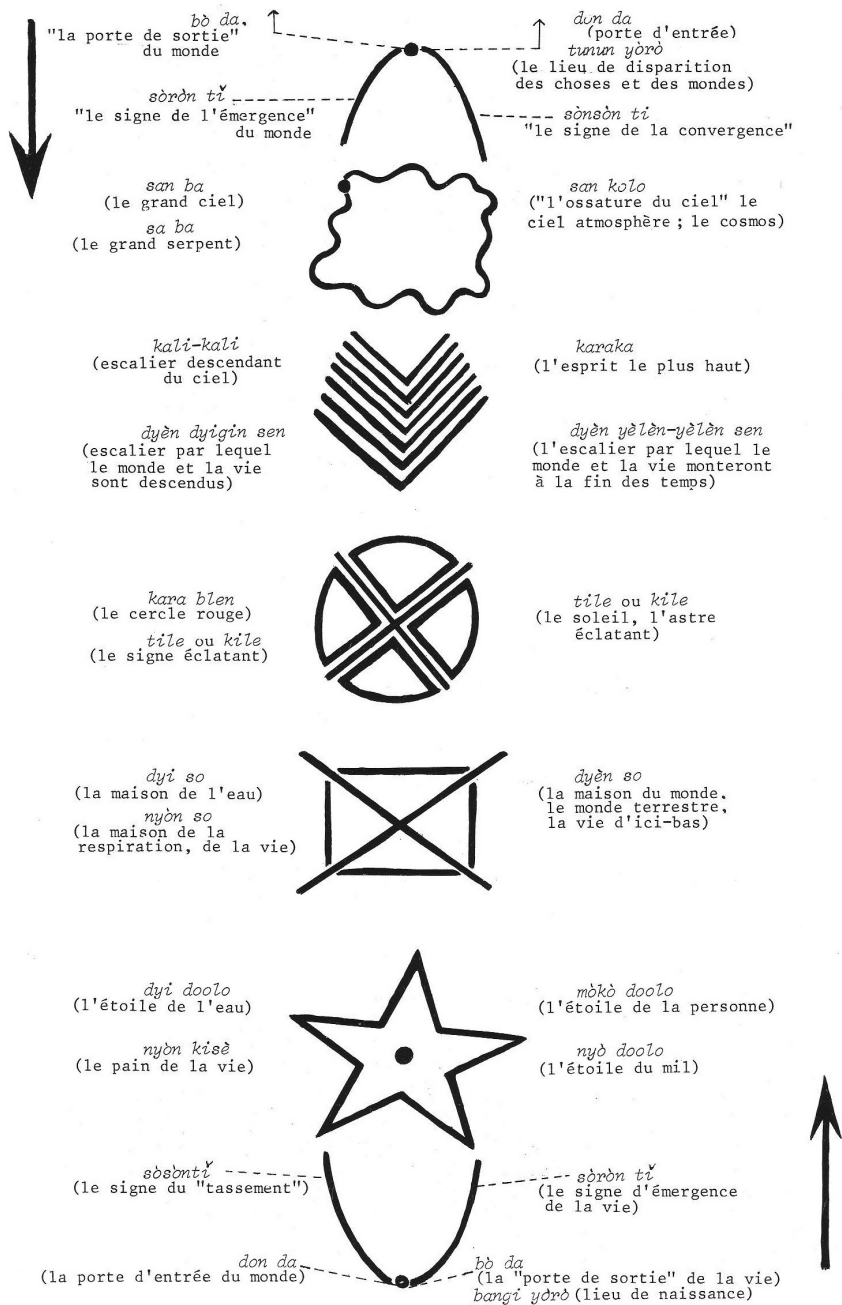 bò da,
"la porte de sortie"
du monde
dun da
(porte d'entrée)
tunun yòrò
(le lieu de disparition
des choses et des mondes)
sòròn tǐ
"le signe de l'émergence"
du monde
sònsòn ti
"le signe de la convergence"
san ba
(le grand ciel)
sa ba
(le grand serpent)
san kolo
("l'ossature du ciel" le
ciel atmosphère ; le cosmos)
kali-kali
(escalier descendant
du ciel)
dyèn dyigin sen
(escalier par lequel
le monde et la vie
sont descendus)
karaka
(l'esprit le plus haut)
dyèn yèlèn-yèlèn sen
(l'escalier par lequel le
monde et la vie monteront
à la fin des temps)
kara blen
(le cercle rouge)
tile ou kile
(le signe éclatant)
tile ou kile
(le soleil, l'astre
éclatant)
dyi so
(la maison de l'eau)
nyòn so
(la maison de la
respiration, de la vie)
dyèn so
(la maison du monde,
le monde terrestre,
la vie d'ici-bas)
dyi doolo
(l'étoile de l'eau)
nyòn kisè
(le pain de la vie)
mòkò doolo
(l'étoile de la personne)
nyò doolo
(l'étoile du mil)
sòsòntǐ
(le signe du "tassement")
sòròn tǐ
(le signe d'émergence
de la vie)
don da
(la porte d'entrée du monde)
bò da
(la "porte de sortie" de la vie)
bangi yòrò (lieu de naissance)